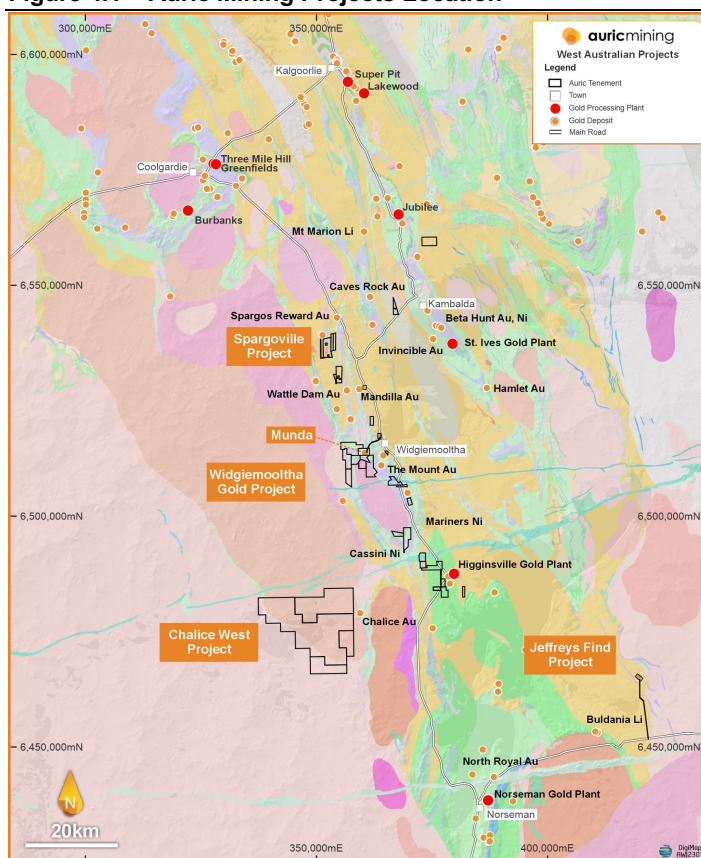 Figure 4.1 – Auric Mining Projects Location
300,000mE
350,000mE
6,600,000mN
auricmining
West Australian Projects
Legend
Auric Tenement
Town
Gold Processing Plant
Gold Deposit
Main Road
Kalgoorlie
Super Pit
Lakewood
Three Mile Hill
Greenfields
Coolgardie
Burbanks
Jubilee
Mt Marion Li
6,550,000mN
6,550,000mN
Caves Rock Au
Kambalda
Spargos Reward Au
Beta Hunt Au, Ni
Spargoville
Project
Invincible Au
St. Ives Gold Plant
Wattle Dam Au
Mandilla Au
Hamlet Au
Munda
Widgiemooltha
Widgiemooltha
Gold Project
The Mount Au
6,500,000mN
6,500,000mN
Mariners Ni
Cassini Ni
Higginsville Gold Plant
Chalice West
Project
Chalice Au
Jeffreys Find
Project
Buldania Li
6,450,000mN
6,450,000mN
North Royal Au
Norseman Gold Plant
Norseman
N
20km
350,000mE
400,000mE
DigiMap